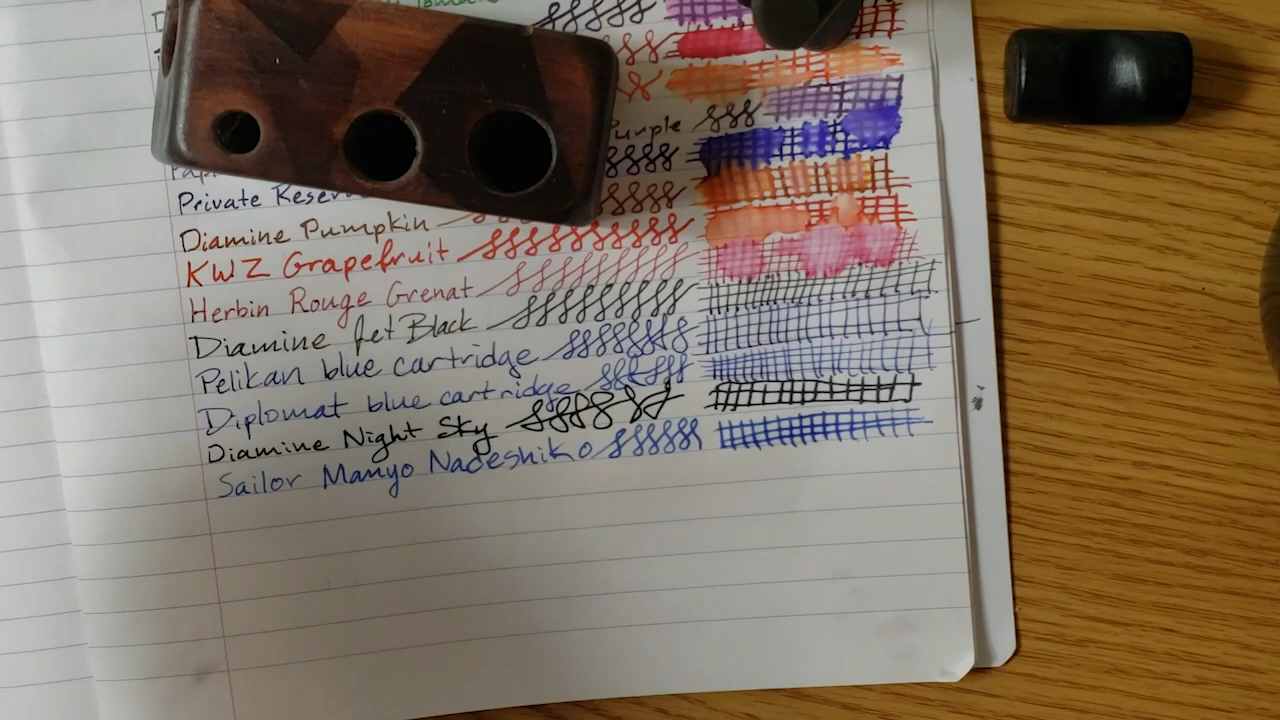 Purple
Private Reser
Diamine Pumpkin
KWZ Grapefruit
Herbin Rouge Grenat
Diamine Jet Black
Pelikan blue cartridge
Diplomat blue cartridge
Diamine Night Sky
Sailor Manyo Nadeshiko